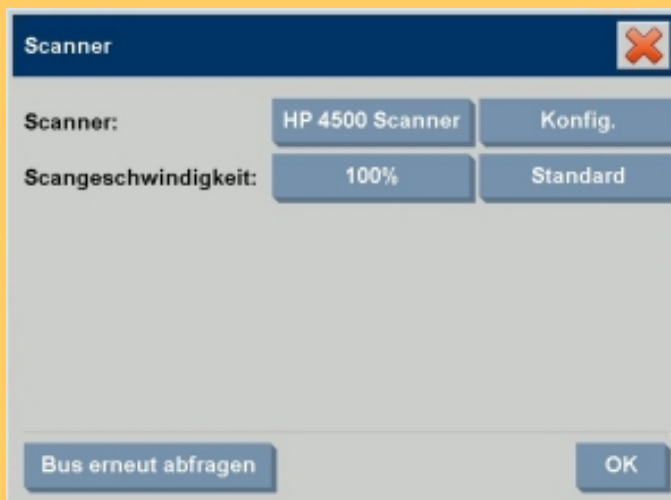 Scanner
Scanner: HP 4500 Scanner Konfig.
Scangeschwindigkeit: 100% Standard
Bus erneut abfragen OK